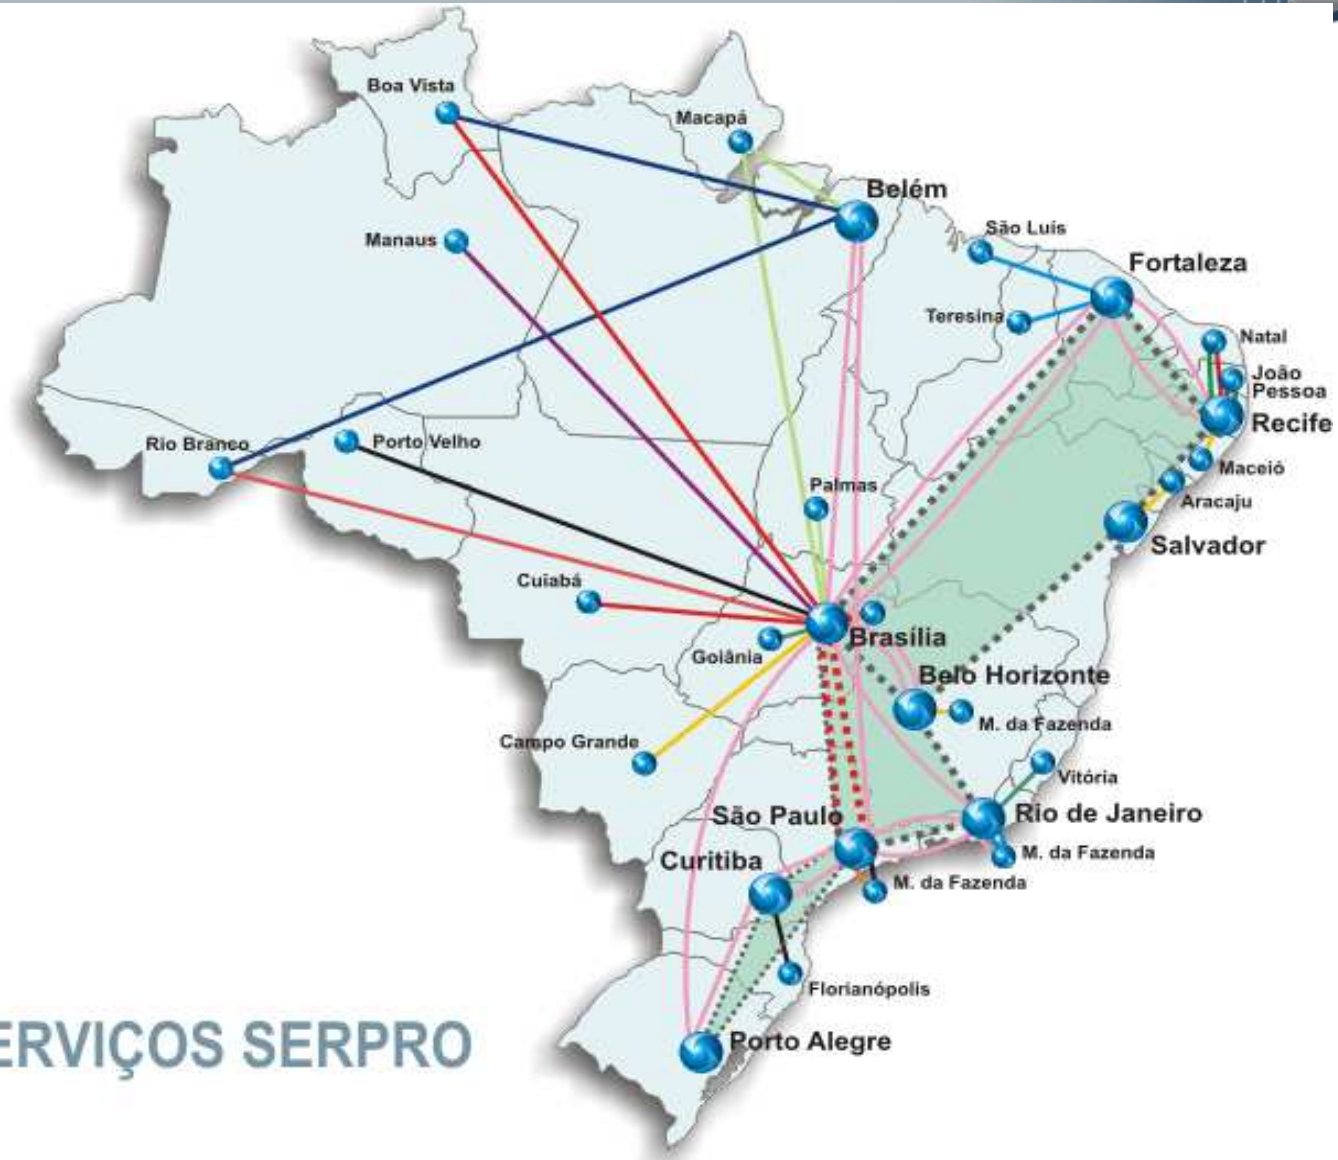 Boa Vista
Macapá
Belém
São Luis
Manaus
Fortaleza
Teresina
Natal
João
Pessoa
Recife
Rio Branco
Porto Velho
Maceió
Palmas
Aracaju
Salvador
Cuiabá
Brasília
Goiânia
Belo Horizonte
M. da Fazenda
Campo Grande
Vitória
São Paulo
Rio de Janeiro
M. da Fazenda
Curitiba
M. da Fazenda
Florianópolis
ERVIÇOS SERPRO
Porto Alegre